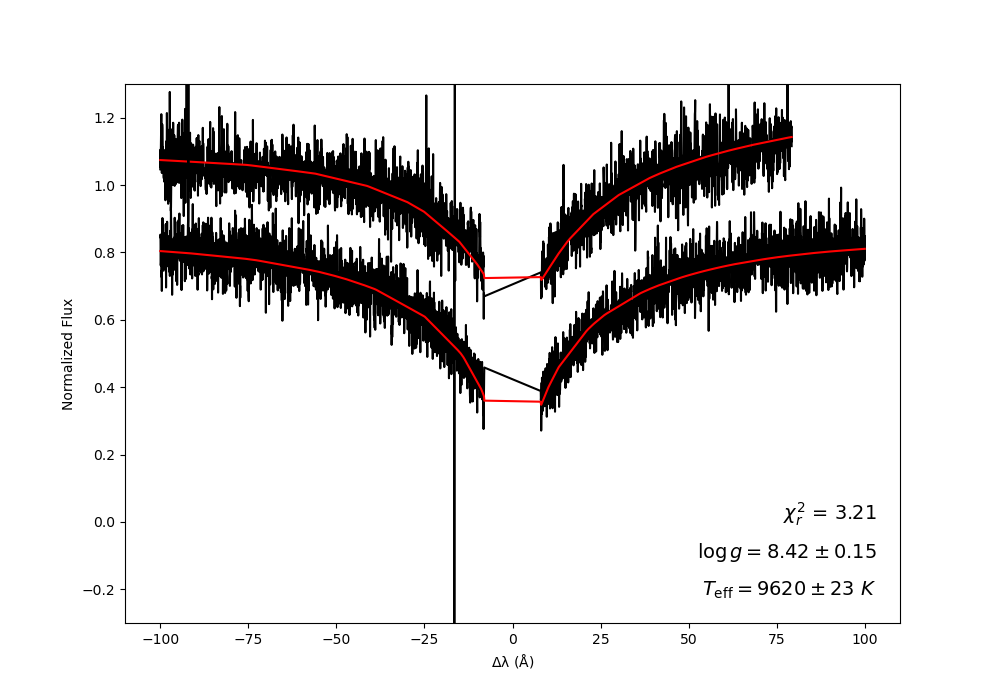 1.2
1.0
0.8
0.6
0.4
0.2
0.0
−0.2
Normalized Flux
χ²ᵣ = 3.21
log g = 8.42 ± 0.15
T_eff = 9620 ± 23 K
−100 −75 −50 −25 0 25 50 75 100
Δλ (Å)